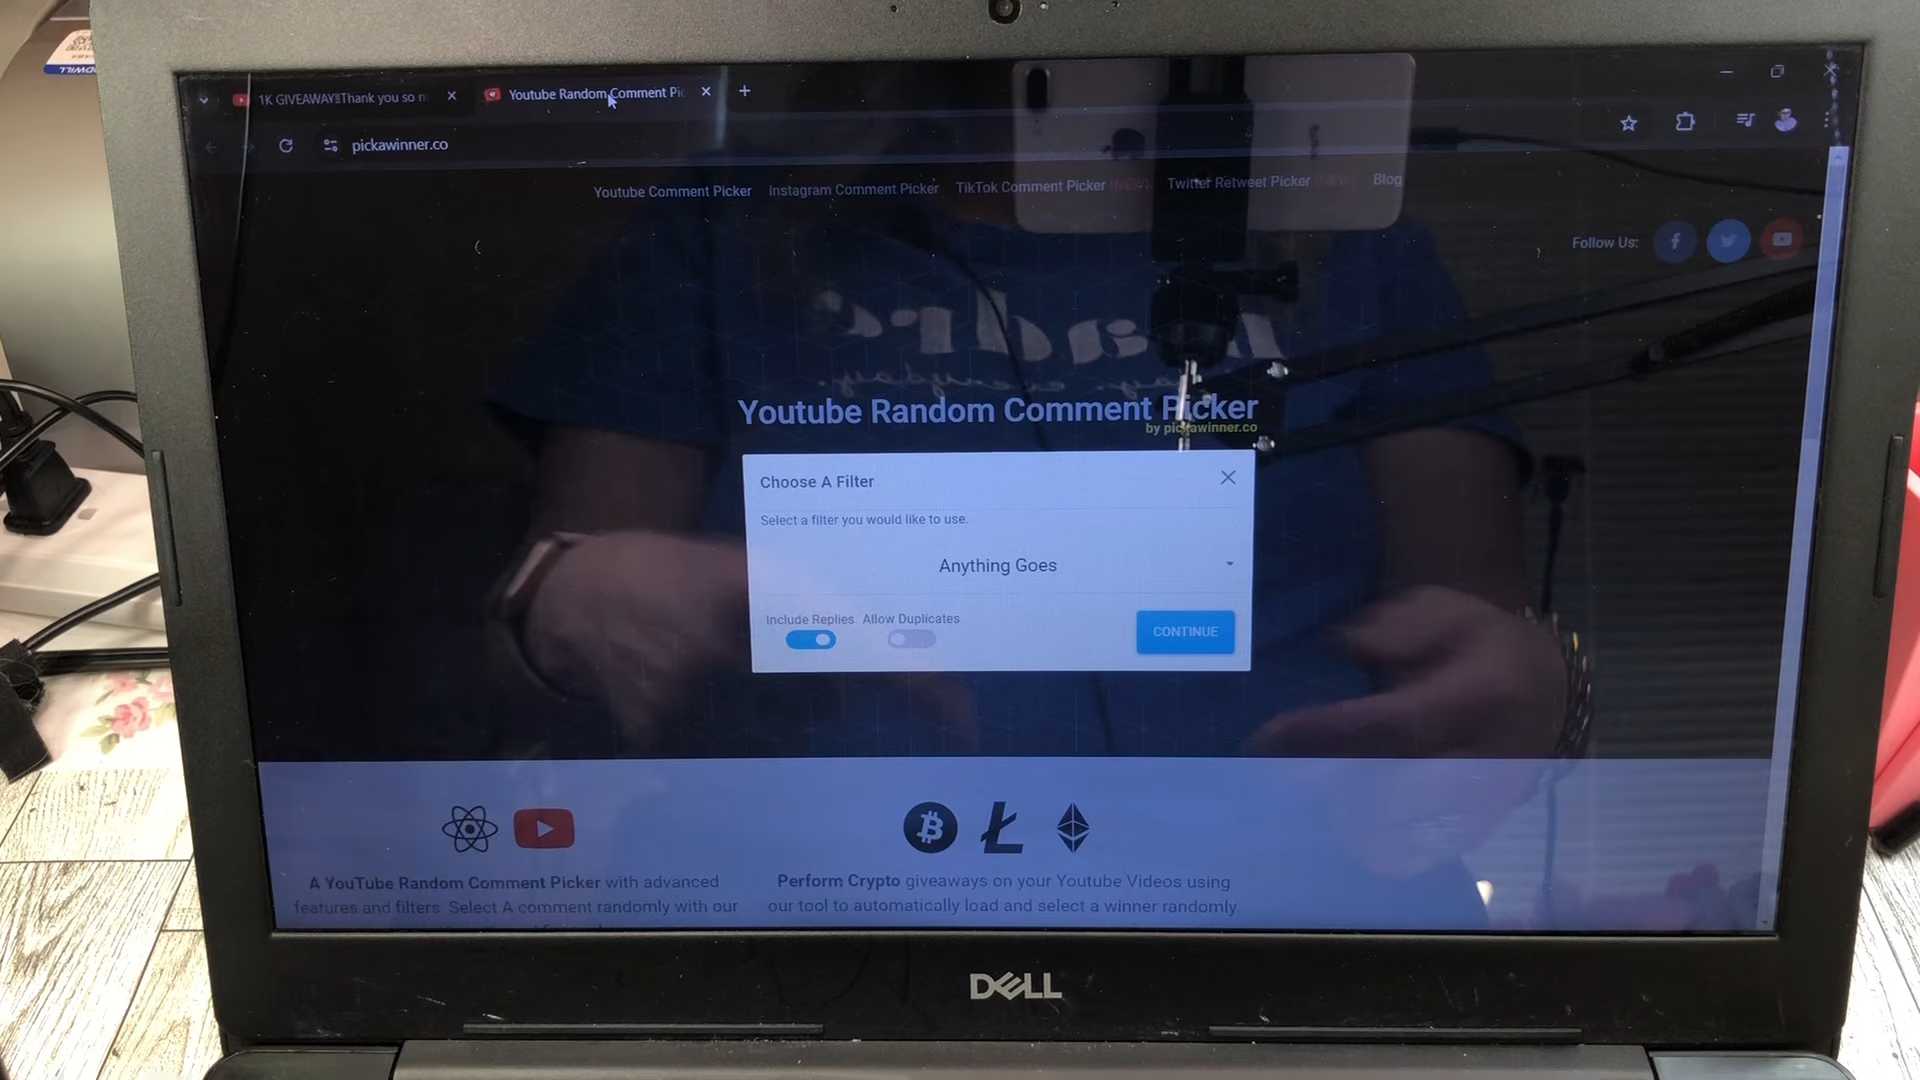 1K GIVEAWAY!!Thank you so m
Youtube Random Comment Pic
pickawinner.co
Youtube Comment Picker Instagram Comment Picker TikTok Comment Picker (NEW) Twitter Retweet Picker (NEW) Blog
Follow Us:
Youtube Random Comment Picker
by pickawinner.co
Choose A Filter
Select a filter you would like to use.
Anything Goes
Include Replies Allow Duplicates
CONTINUE
A YouTube Random Comment Picker with advanced
features and filters. Select A comment randomly with our
Perform Crypto giveaways on your Youtube Videos using
our tool to automatically load and select a winner randomly.
DELL